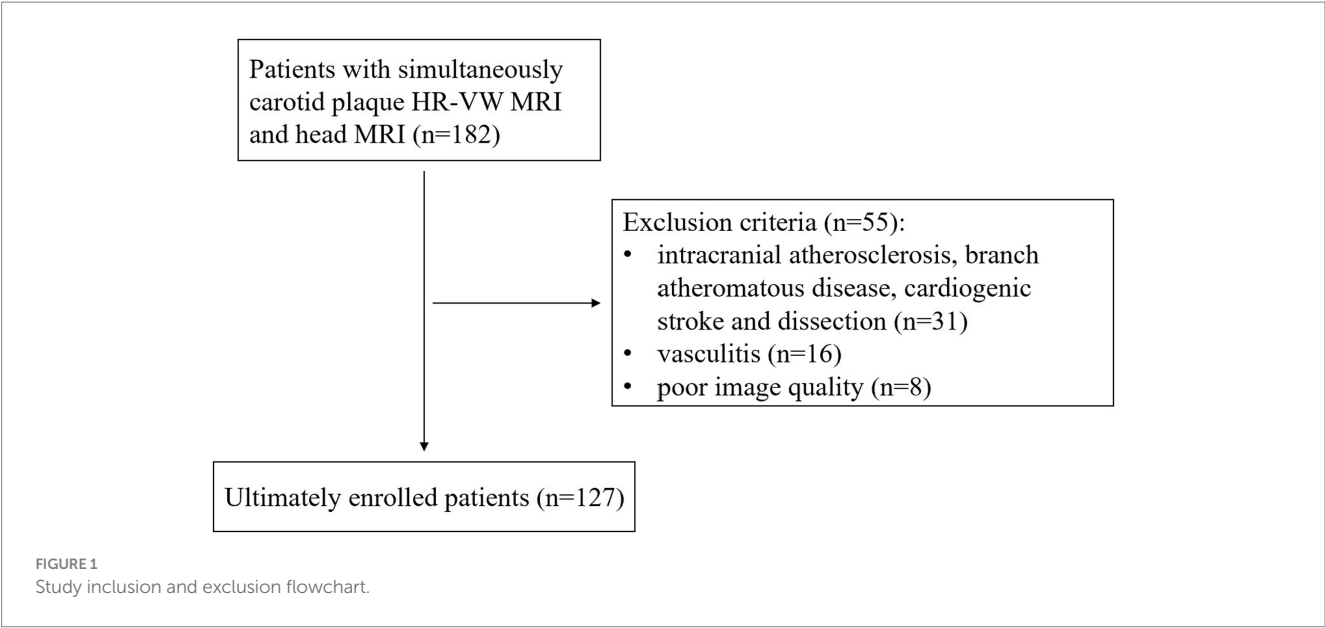 Patients with simultaneously
carotid plaque HR-VW MRI
and head MRI (n=182)
Exclusion criteria (n=55):
• intracranial atherosclerosis, branch
atheromatous disease, cardiogenic
stroke and dissection (n=31)
• vasculitis (n=16)
• poor image quality (n=8)
Ultimately enrolled patients (n=127)
FIGURE 1
Study inclusion and exclusion flowchart.